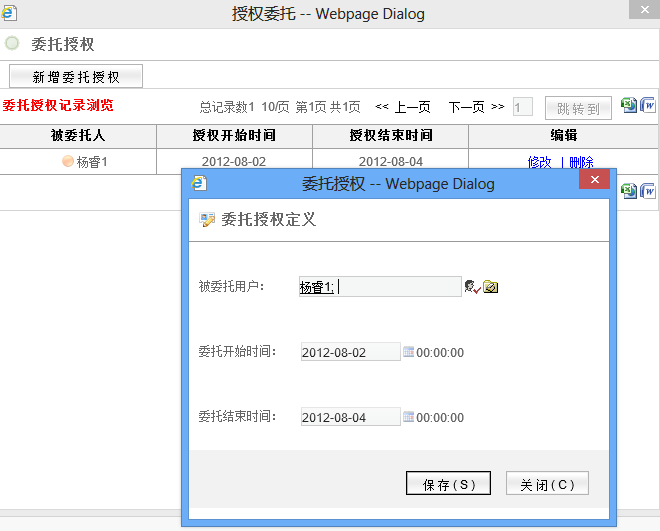 授权委托 -- Webpage Dialog
委托授权
新增委托授权
委托授权记录浏览 总记录数1 10/页 第1页 共1页 << 上一页 下一页 >> 1 跳转到
被委托人 授权开始时间 授权结束时间 编辑
杨睿1 2012-08-02 2012-08-04 修改 | 删除
委托授权 -- Webpage Dialog
委托授权定义
被委托用户: 杨睿1;
委托开始时间: 2012-08-02 00:00:00
委托结束时间: 2012-08-04 00:00:00
保存(S) 关闭(C)